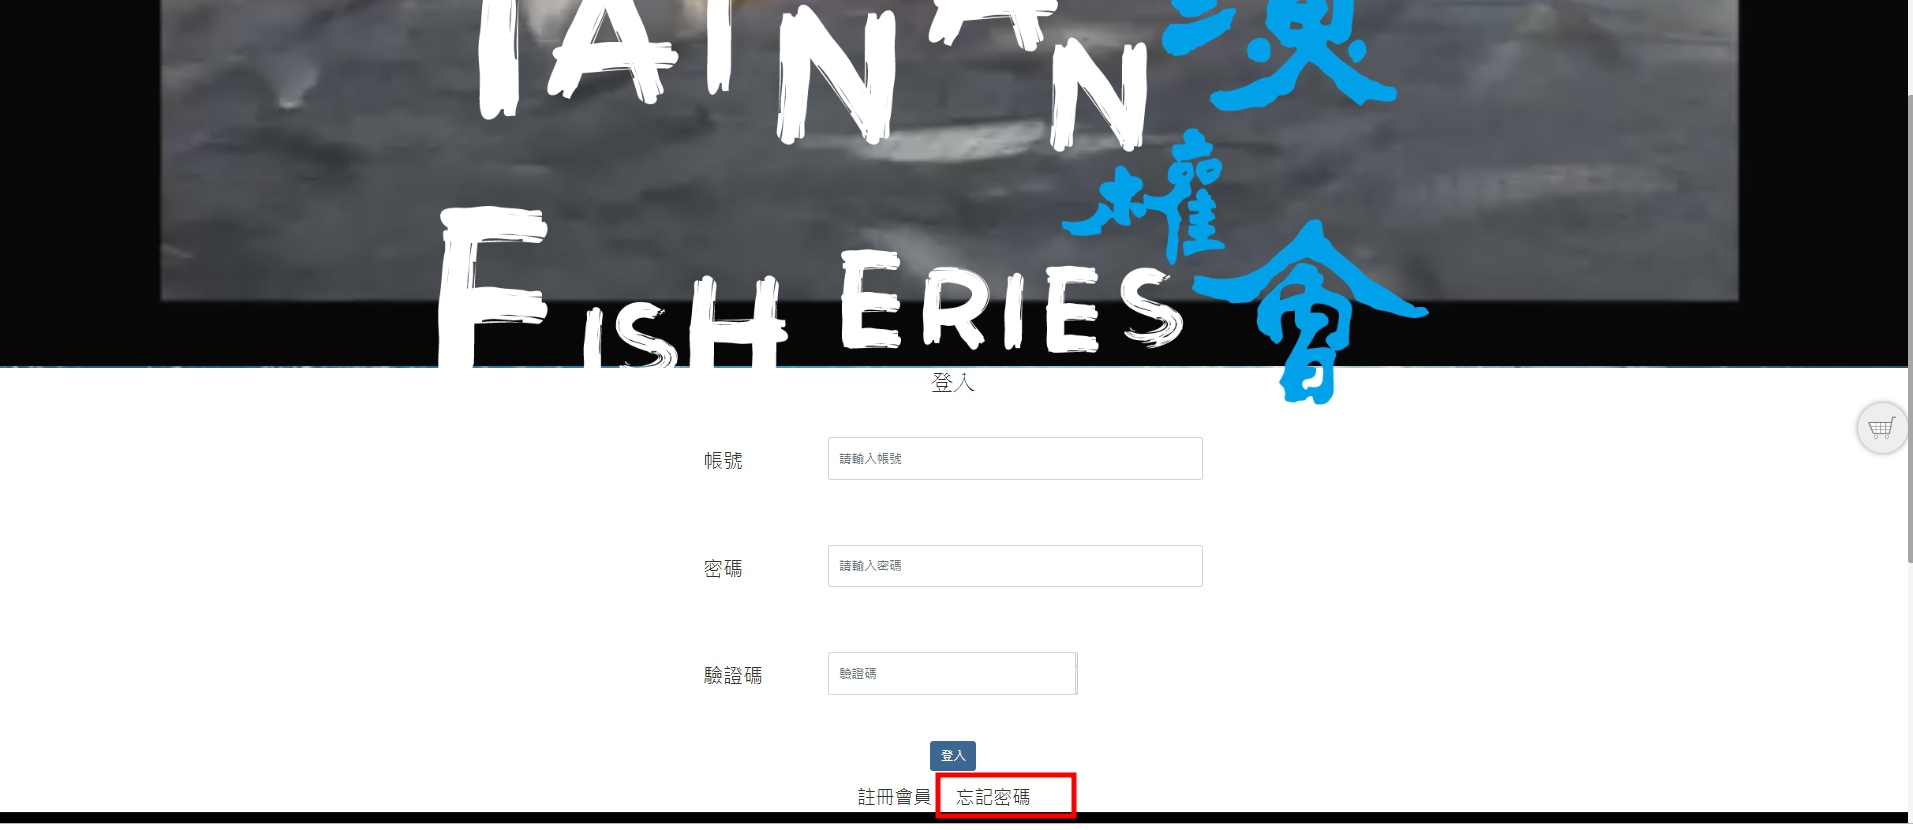 TAINAN
權會
FISHERIES
登入
帳號 請輸入帳號
密碼 請輸入密碼
驗證碼 驗證碼
登入
註冊會員 忘記密碼